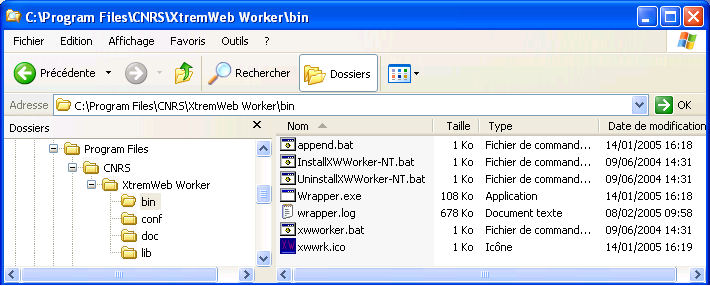 C:\Program Files\CNRS\XtremWeb Worker\bin
Fichier Edition Affichage Favoris Outils ?
Précédente Rechercher Dossiers
Adresse C:\Program Files\CNRS\XtremWeb Worker\bin OK
Dossiers
Program Files
CNRS
XtremWeb Worker
bin
conf
doc
lib
Nom Taille Type Date de modification
append.bat 1 Ko Fichier de command... 14/01/2005 16:18
InstallXWWorker-NT.bat 1 Ko Fichier de command... 09/06/2004 14:31
UninstallXWWorker-NT.bat 1 Ko Fichier de command... 09/06/2004 14:31
Wrapper.exe 108 Ko Application 14/01/2005 16:18
wrapper.log 678 Ko Document texte 08/02/2005 09:58
xwworker.bat 1 Ko Fichier de command... 09/06/2004 14:31
xwwrk.ico 1 Ko Icône 14/01/2005 16:19